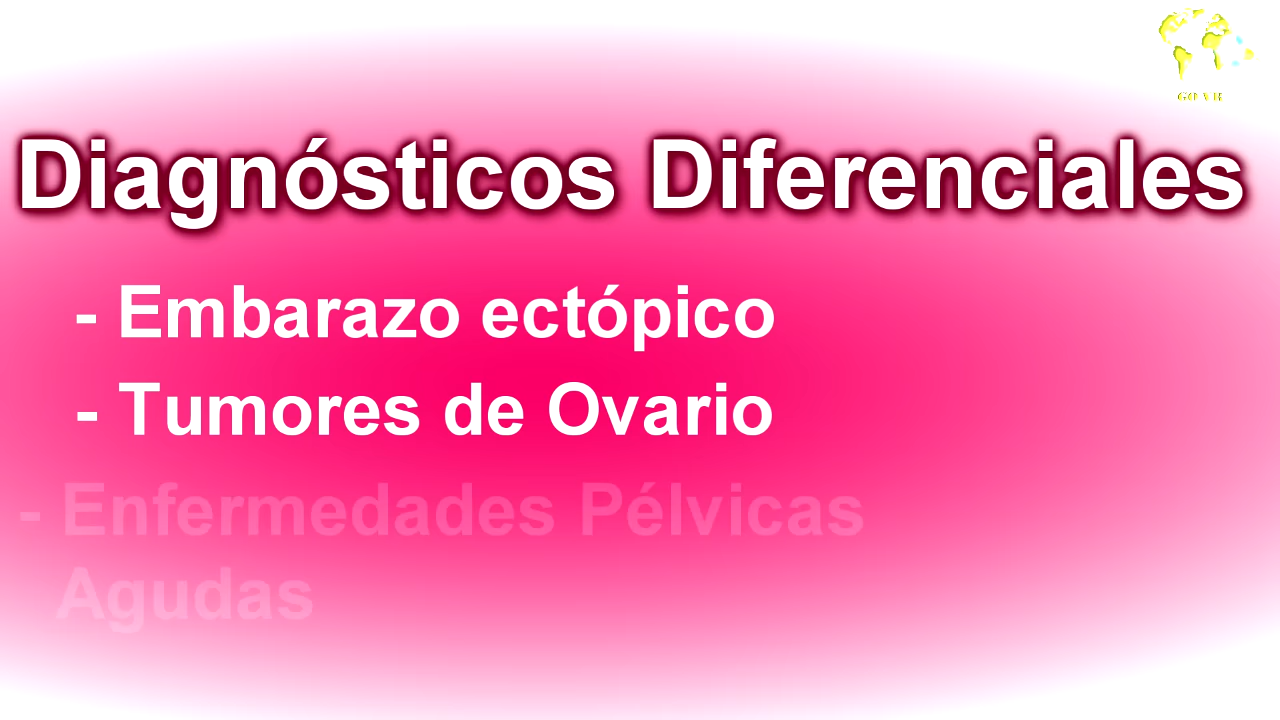 Diagnósticos Diferenciales
- Embarazo ectópico
- Tumores de Ovario
- Enfermedades Pélvicas
Agudas